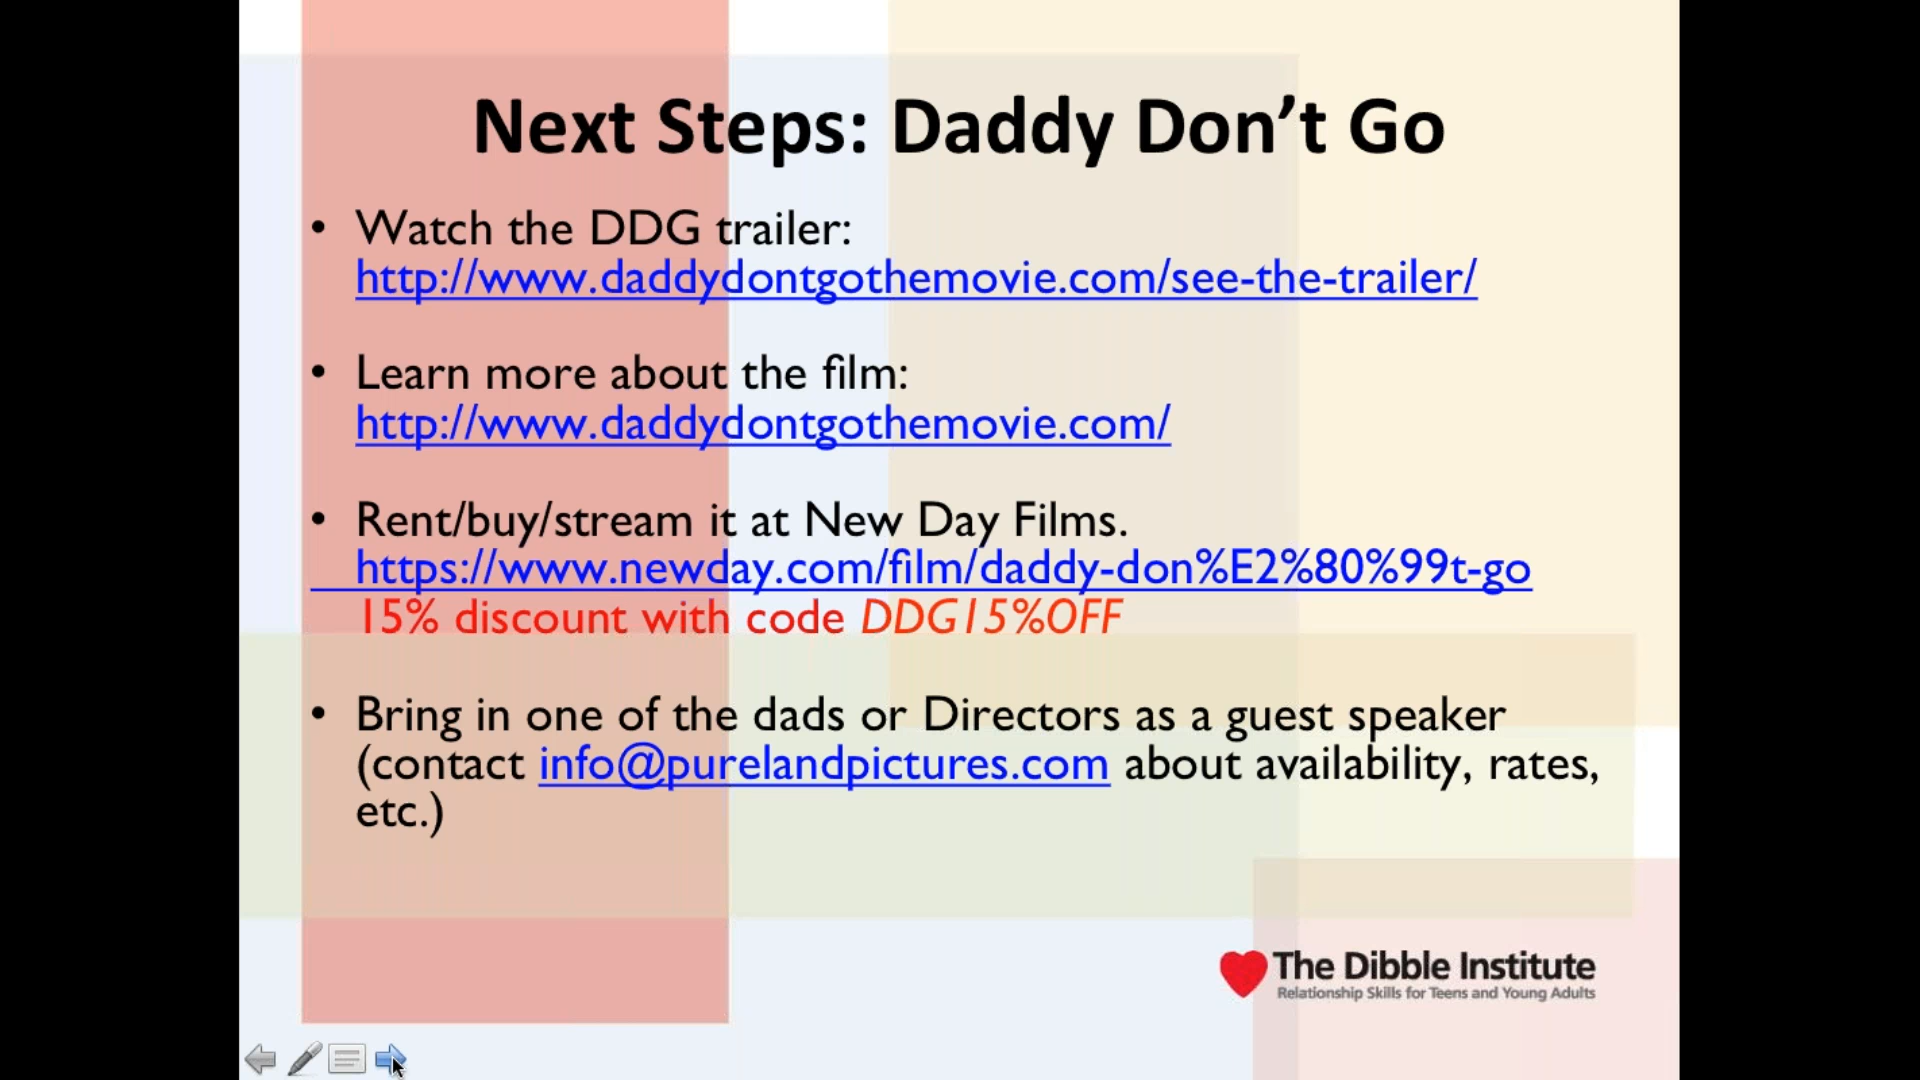 Next Steps: Daddy Don’t Go
• Watch the DDG trailer:
http://www.daddydontgothemovie.com/see-the-trailer/
• Learn more about the film:
http://www.daddydontgothemovie.com/
• Rent/buy/stream it at New Day Films.
https://www.newday.com/film/daddy-don%E2%80%99t-go
15% discount with code DDG15%OFF
• Bring in one of the dads or Directors as a guest speaker
(contact info@purelandpictures.com about availability, rates,
etc.)
The Dibble Institute
Relationship Skills for Teens and Young Adults